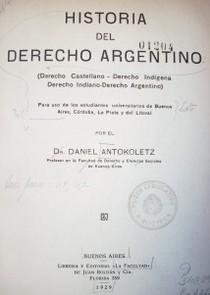 HISTORIA
DEL
01204
DERECHO ARGENTINO
(Derecho Castellano - Derecho Indígena
Derecho Indiano-Derecho Argentino)
Para uso de los estudiantes universitarios de Buenos
Aires, Córdoba, La Plata y del Litoral
POR EL
Dr. DANIEL ANTOKOLETZ
Profesor en la Facultad de Derecho y Ciencias Sociales
de Buenos Aires
BUENOS AIRES
LIBRERIA Y EDITORIAL «LA FACULTAD»
DE JUAN ROLDÁN Y CÍA.
FLORIDA 359
1929